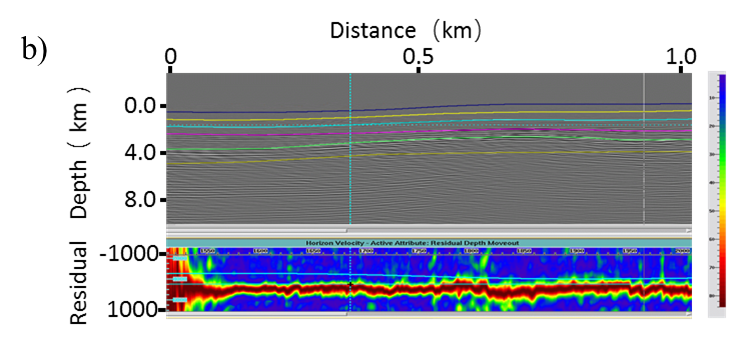 b)
Distance （km）
0 0.5 1.0
Depth（km）
0.0
4.0
8.0
Horizon Velocity - Active Attribute: Residual Depth Moveout
Residual
-1000
1000